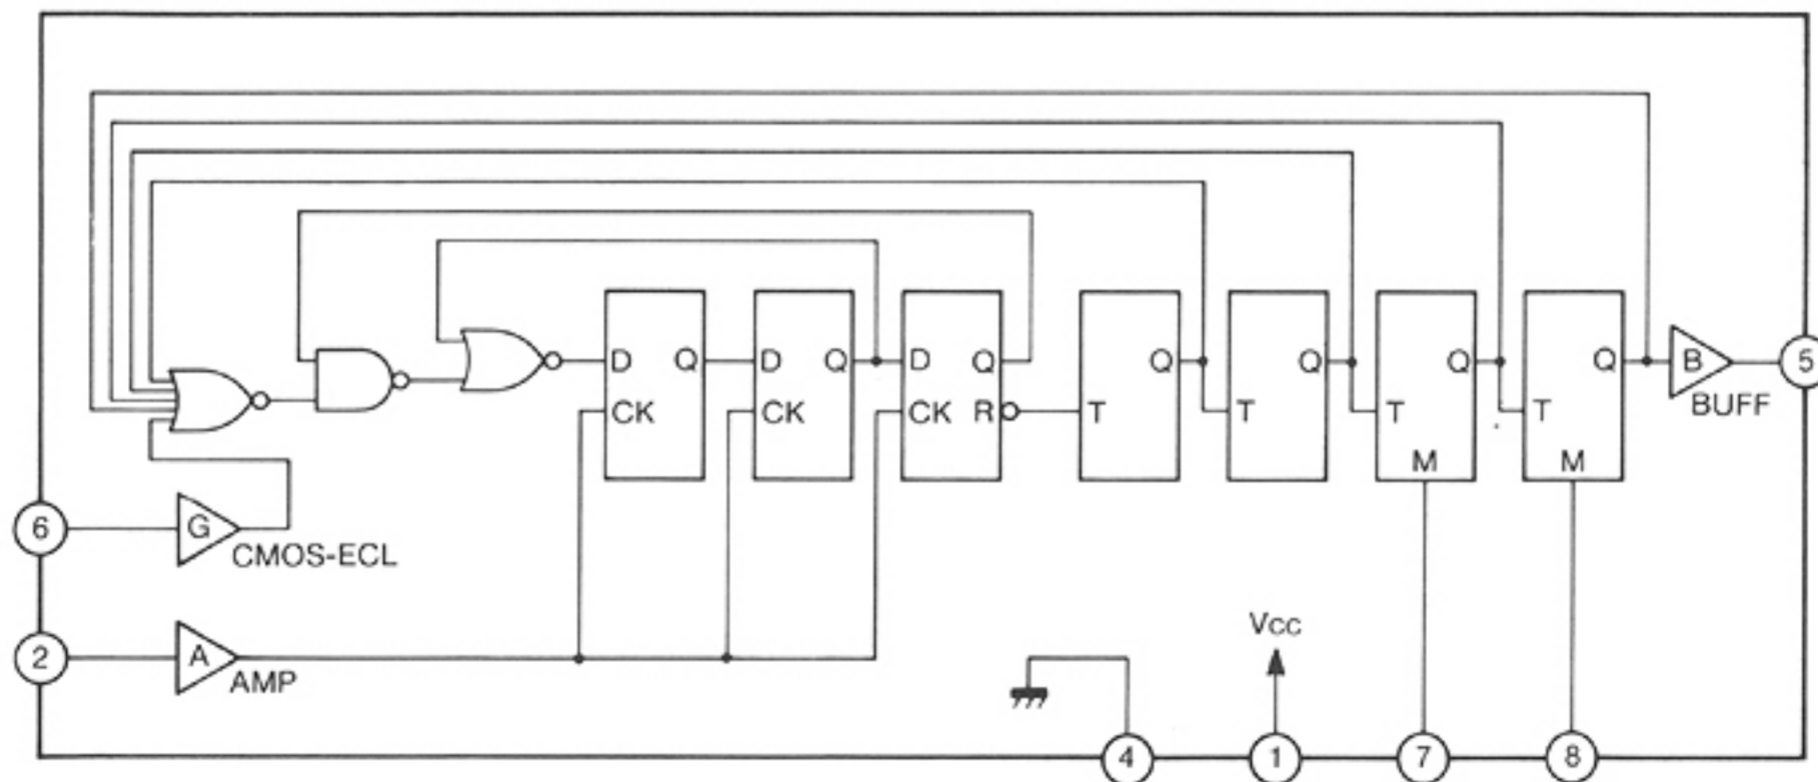 D Q D Q D Q Q Q Q Q B 5
CK CK CK R T T T T BUFF
M M
6 G CMOS-ECL
Vcc
2 A AMP
4 1 7 8